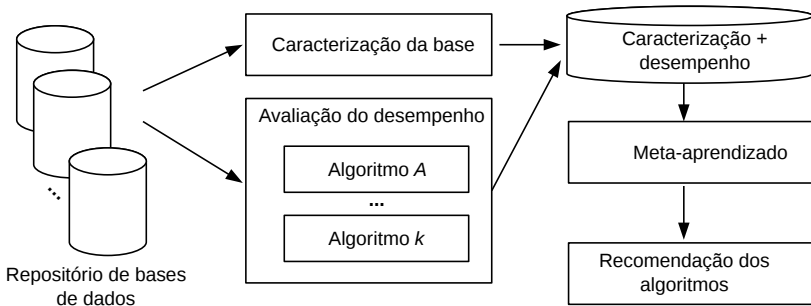 Caracterização da base
Caracterização +
desempenho
Avaliação do desempenho
Algoritmo A
...
Algoritmo k
Meta-aprendizado
Recomendação dos
algoritmos
...
Repositório de bases
de dados